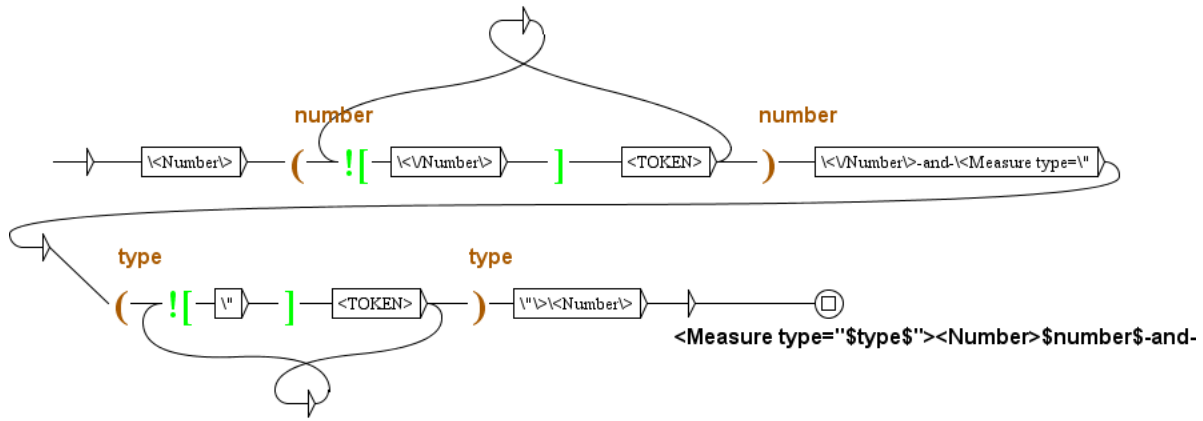 number number
\<Number\> ( ![ \<\/Number\> ] <TOKEN> ) \<\/Number\>-and-\<Measure type=\"
type type
( ![ \" ] <TOKEN> ) \"\>\<Number\>
<Measure type="$type$"><Number>$number$-and-